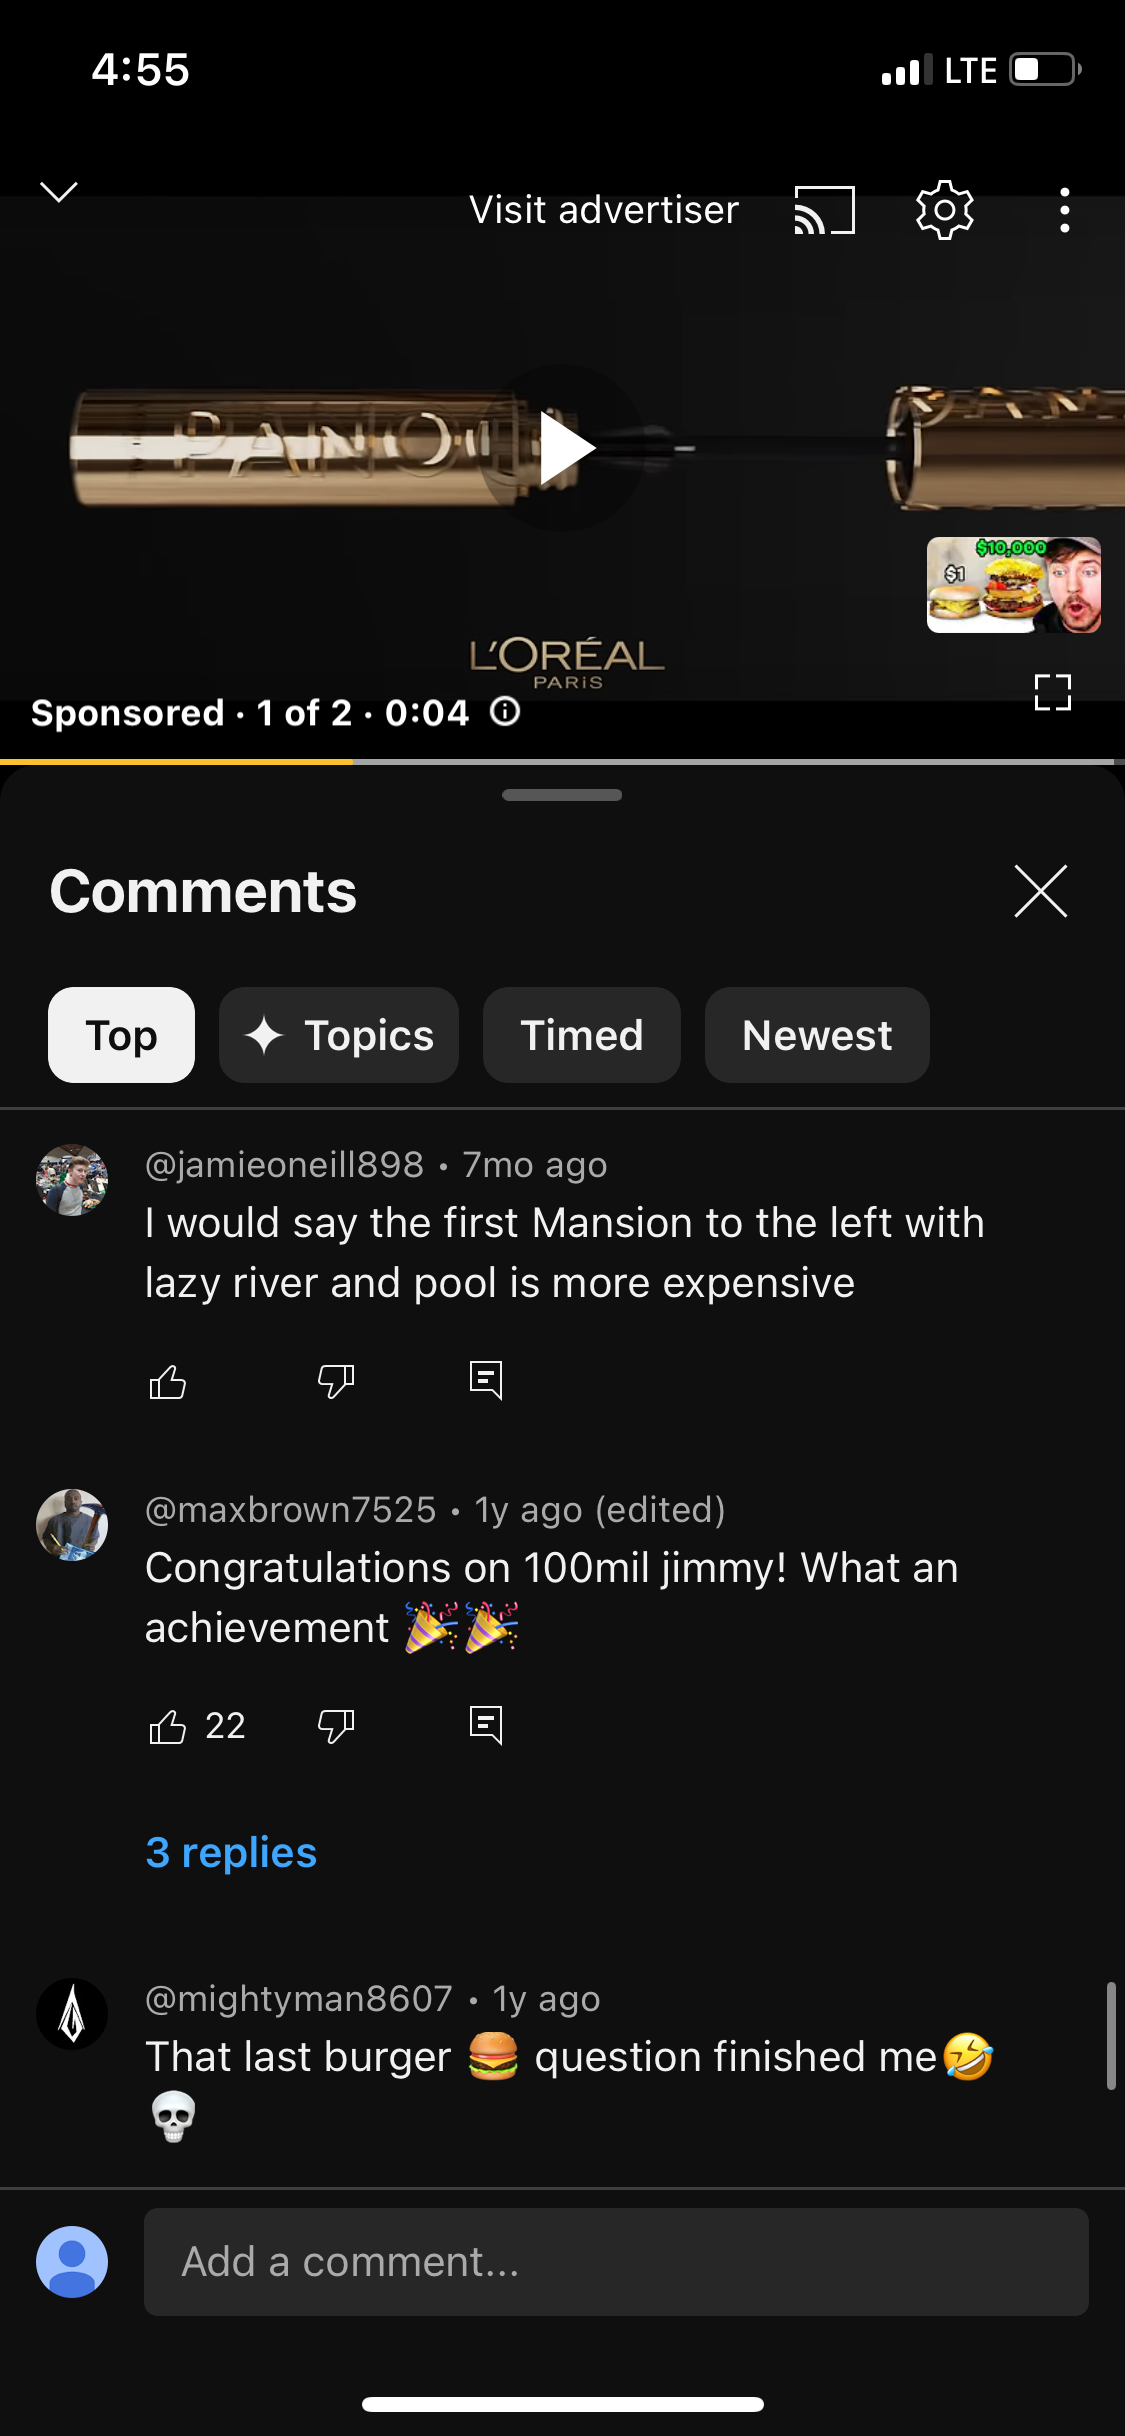 4:55
LTE
Visit advertiser
PANO
PAN
$10,000
$1
L'ORÉAL
PARIS
Sponsored · 1 of 2 · 0:04
Comments
Top
Topics
Timed
Newest
@jamieoneill898 · 7mo ago
I would say the first Mansion to the left with
lazy river and pool is more expensive
@maxbrown7525 · 1y ago (edited)
Congratulations on 100mil jimmy! What an
achievement 🎉🎉
22
3 replies
@mightyman8607 · 1y ago
That last burger 🍔 question finished me🤣
💀
Add a comment...